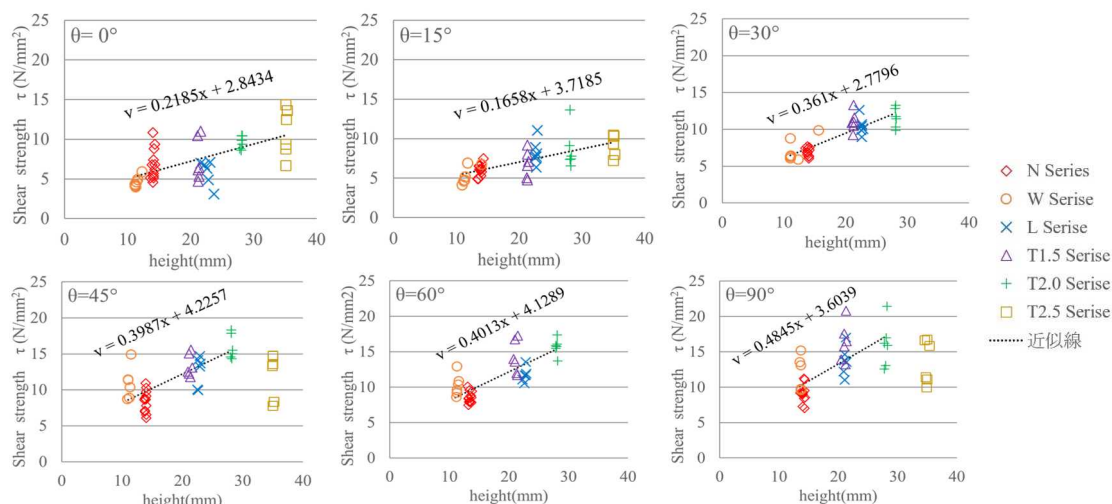 θ= 0°
Shear strength τ (N/mm²)
25
20
15
10
5
0
v = 0.2185x + 2.8434
0 10 20 30 40
height(mm)
θ=15°
Shear strength τ (N/mm²)
25
20
15
10
5
0
v = 0.1658x + 3.7185
0 10 20 30 40
height(mm)
θ=30°
Shear strength τ (N/mm²)
25
20
15
10
5
0
v = 0.361x + 2.7796
0 10 20 30 40
height(mm)
θ=45°
Shear strength τ (N/mm²)
25
20
15
10
5
0
v = 0.3987x + 4.2257
0 10 20 30 40
height(mm)
θ=60°
Shear strength τ (N/mm2)
25
20
15
10
5
0
v = 0.4013x + 4.1289
0 10 20 30 40
height(mm)
θ=90°
Shear strength τ (N/mm²)
25
20
15
10
5
0
v = 0.4845x + 3.6039
0 10 20 30 40
height(mm)
N Series
W Serise
L Serise
T1.5 Serise
T2.0 Serise
T2.5 Serise
近似線